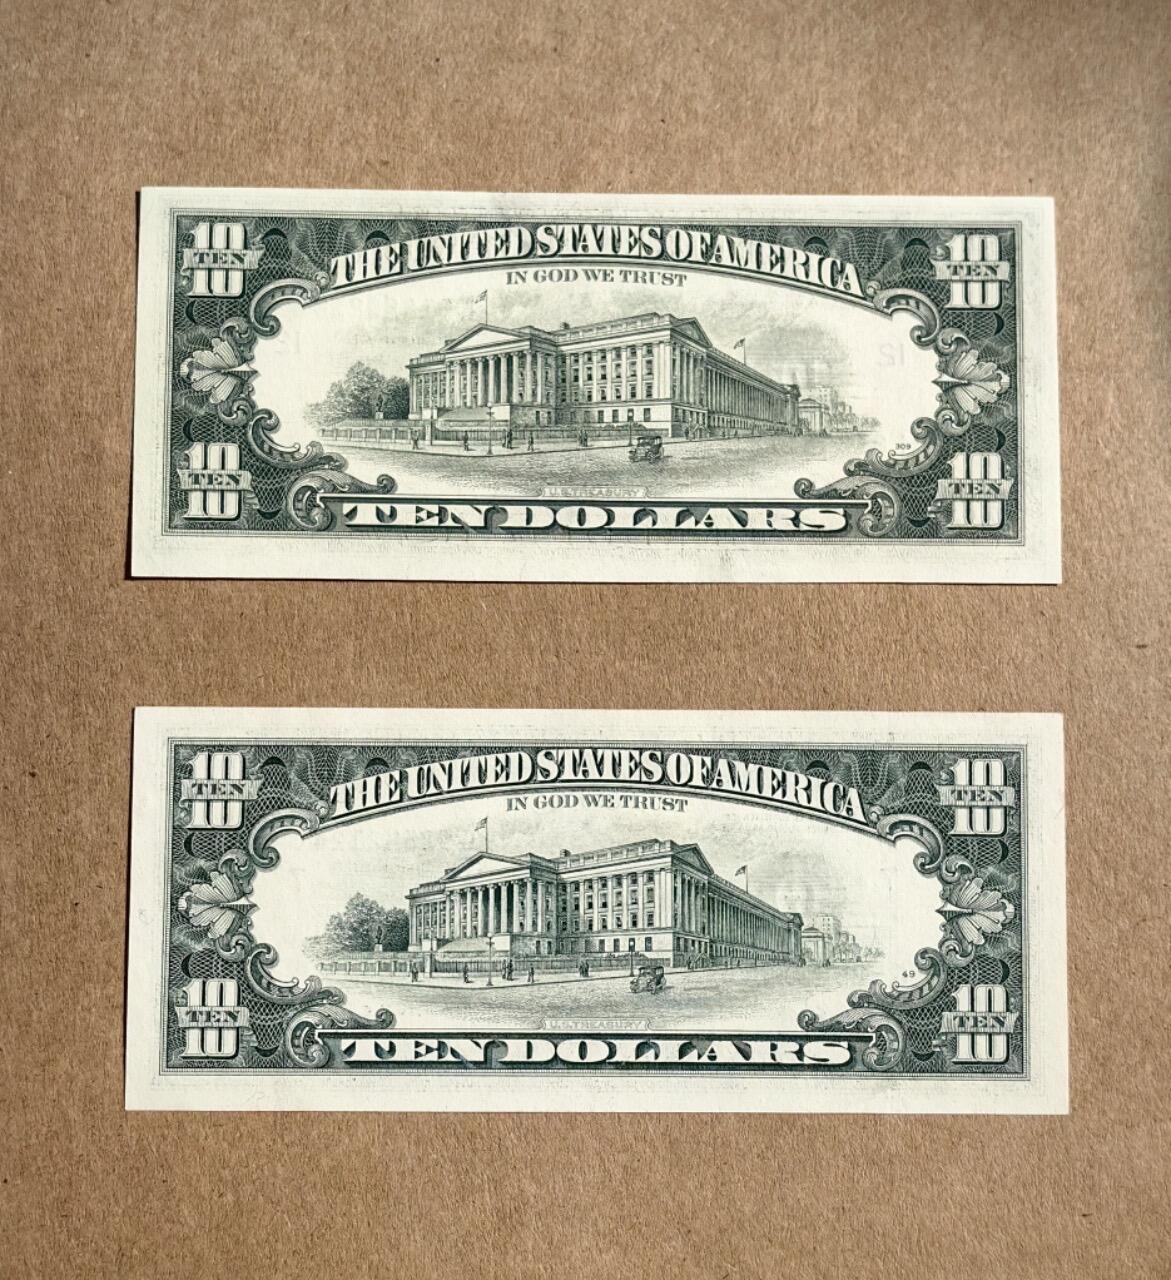 10 10
TEN TEN
10 10
THE UNITED STATES OF AMERICA
IN GOD WE TRUST
309
10 10
TEN TEN
10 10
U.S. TREASURY
TEN DOLLARS
10 10
TEN TEN
10 10
THE UNITED STATES OF AMERICA
IN GOD WE TRUST
49
10 10
TEN TEN
10 10
U.S. TREASURY
TEN DOLLARS